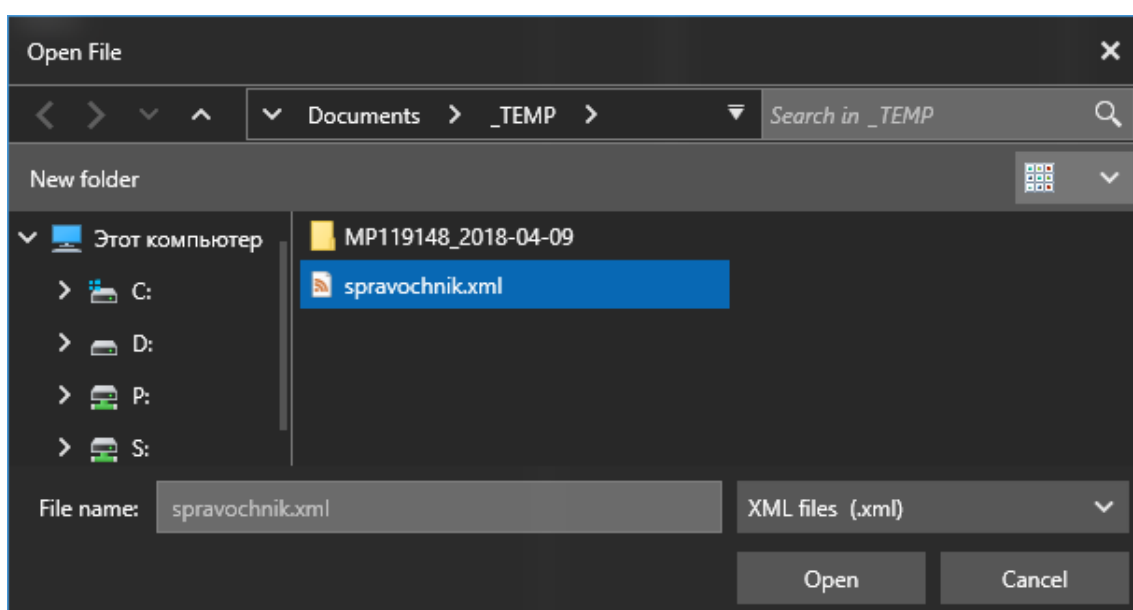 Open File
Documents _TEMP Search in _TEMP
New folder
Этот компьютер
C:
D:
P:
S:
MP119148_2018-04-09
spravochnik.xml
File name: spravochnik.xml XML files (.xml)
Open Cancel